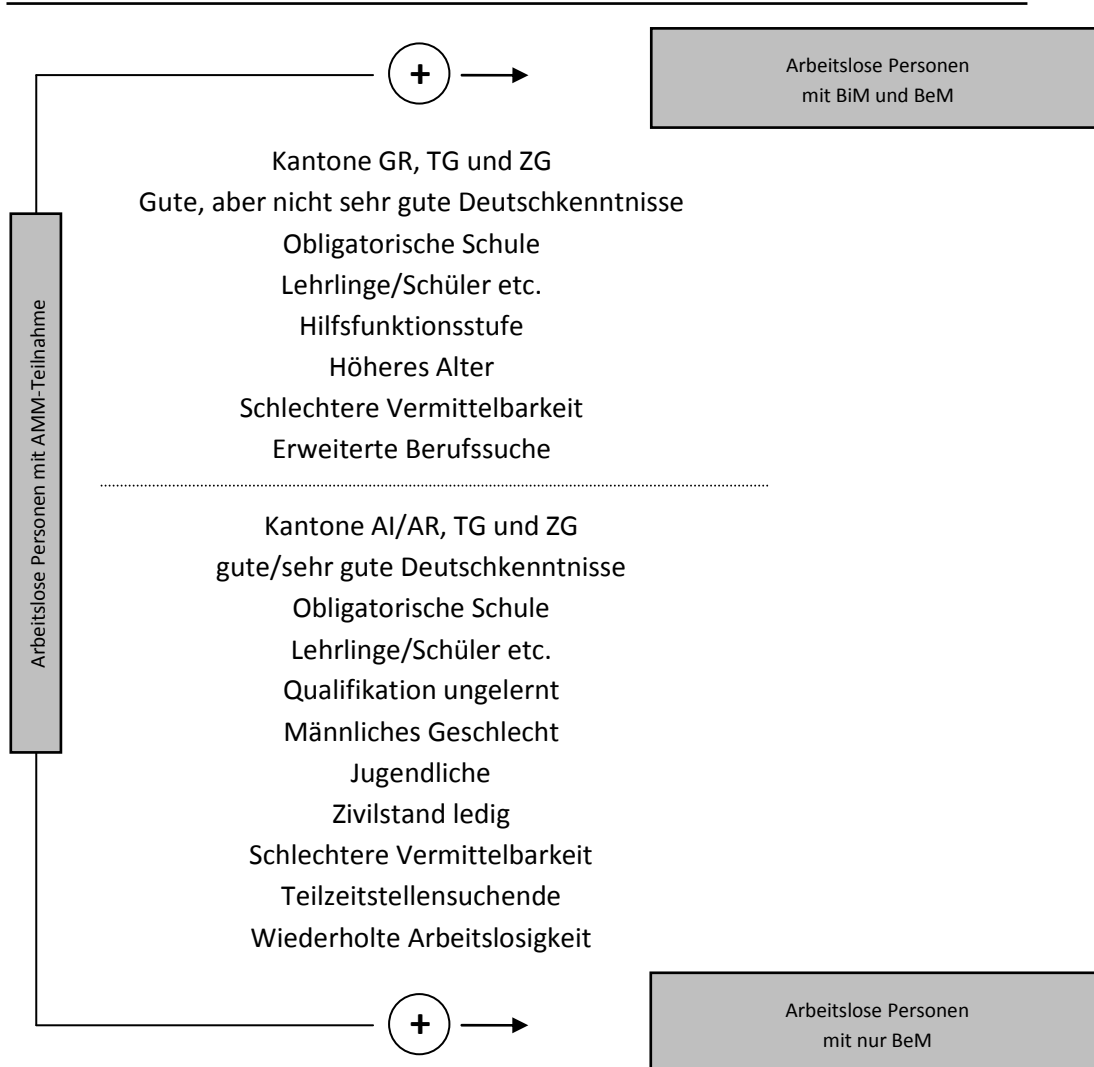 +
Arbeitslose Personen
mit BiM und BeM
Kantone GR, TG und ZG
Gute, aber nicht sehr gute Deutschkenntnisse
Obligatorische Schule
Lehrlinge/Schüler etc.
Hilfsfunktionsstufe
Höheres Alter
Schlechtere Vermittelbarkeit
Erweiterte Berufssuche
Arbeitslose Personen mit AMM-Teilnahme
Kantone AI/AR, TG und ZG
gute/sehr gute Deutschkenntnisse
Obligatorische Schule
Lehrlinge/Schüler etc.
Qualifikation ungelernt
Männliches Geschlecht
Jugendliche
Zivilstand ledig
Schlechtere Vermittelbarkeit
Teilzeitstellensuchende
Wiederholte Arbeitslosigkeit
+
Arbeitslose Personen
mit nur BeM